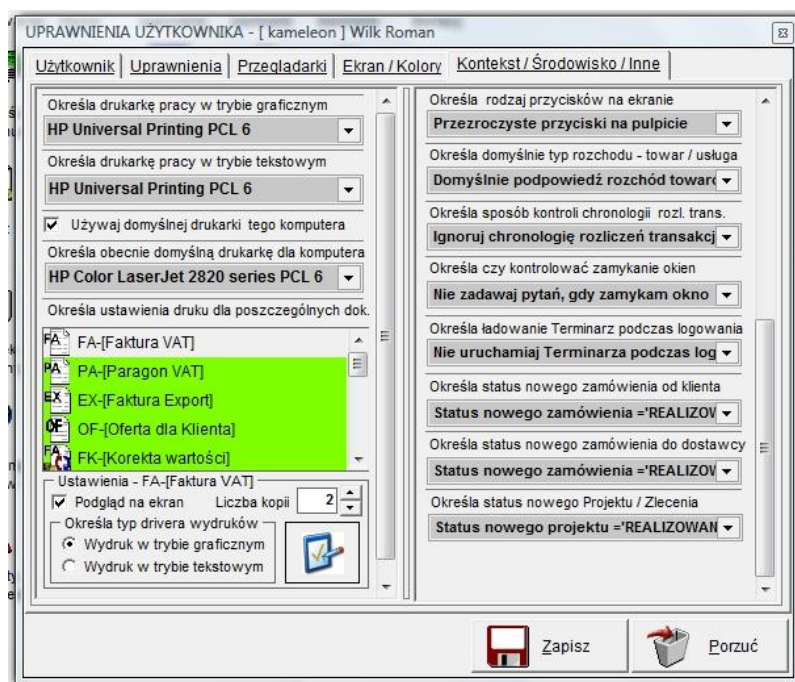 UPRAWNIENIA UŻYTKOWNIKA - [ kameleon ] Wilk Roman
Użytkownik
Uprawnienia
Przeglądarki
Ekran / Kolory
Kontekst / Środowisko / Inne
Określa drukarkę pracy w trybie graficznym
HP Universal Printing PCL 6
Określa drukarkę pracy w trybie tekstowym
HP Universal Printing PCL 6
Używaj domyślnej drukarki tego komputera
Określa obecnie domyślną drukarkę dla komputera
HP Color LaserJet 2820 series PCL 6
Określa ustawienia druku dla poszczególnych dok.
FA FA-[Faktura VAT]
PA PA-[Paragon VAT]
EX EX-[Faktura Export]
OF OF-[Oferta dla Klienta]
FK FK-[Korekta wartości]
Ustawienia - FA-[Faktura VAT]
Podgląd na ekran Liczba kopii 2
Określa typ drivera wydruków
Wydruk w trybie graficznym
Wydruk w trybie tekstowym
Określa rodzaj przycisków na ekranie
Przezroczyste przyciski na pulpicie
Określa domyślnie typ rozchodu - towar / usługa
Domyślnie podpowiedź rozchód towar
Określa sposób kontroli chronologii rozl. trans.
Ignoruj chronologię rozliczeń transakcj
Określa czy kontrolować zamykanie okien
Nie zadawaj pytań, gdy zamykam okno
Określa ładowanie Terminarz podczas logowania
Nie uruchamiaj Terminarza podczas log
Określa status nowego zamówienia od klienta
Status nowego zamówienia ='REALIZOW
Określa status nowego zamówienia do dostawcy
Status nowego zamówienia ='REALIZOW
Określa status nowego Projektu / Zlecenia
Status nowego projektu ='REALIZOWAN
Zapisz
Porzuć